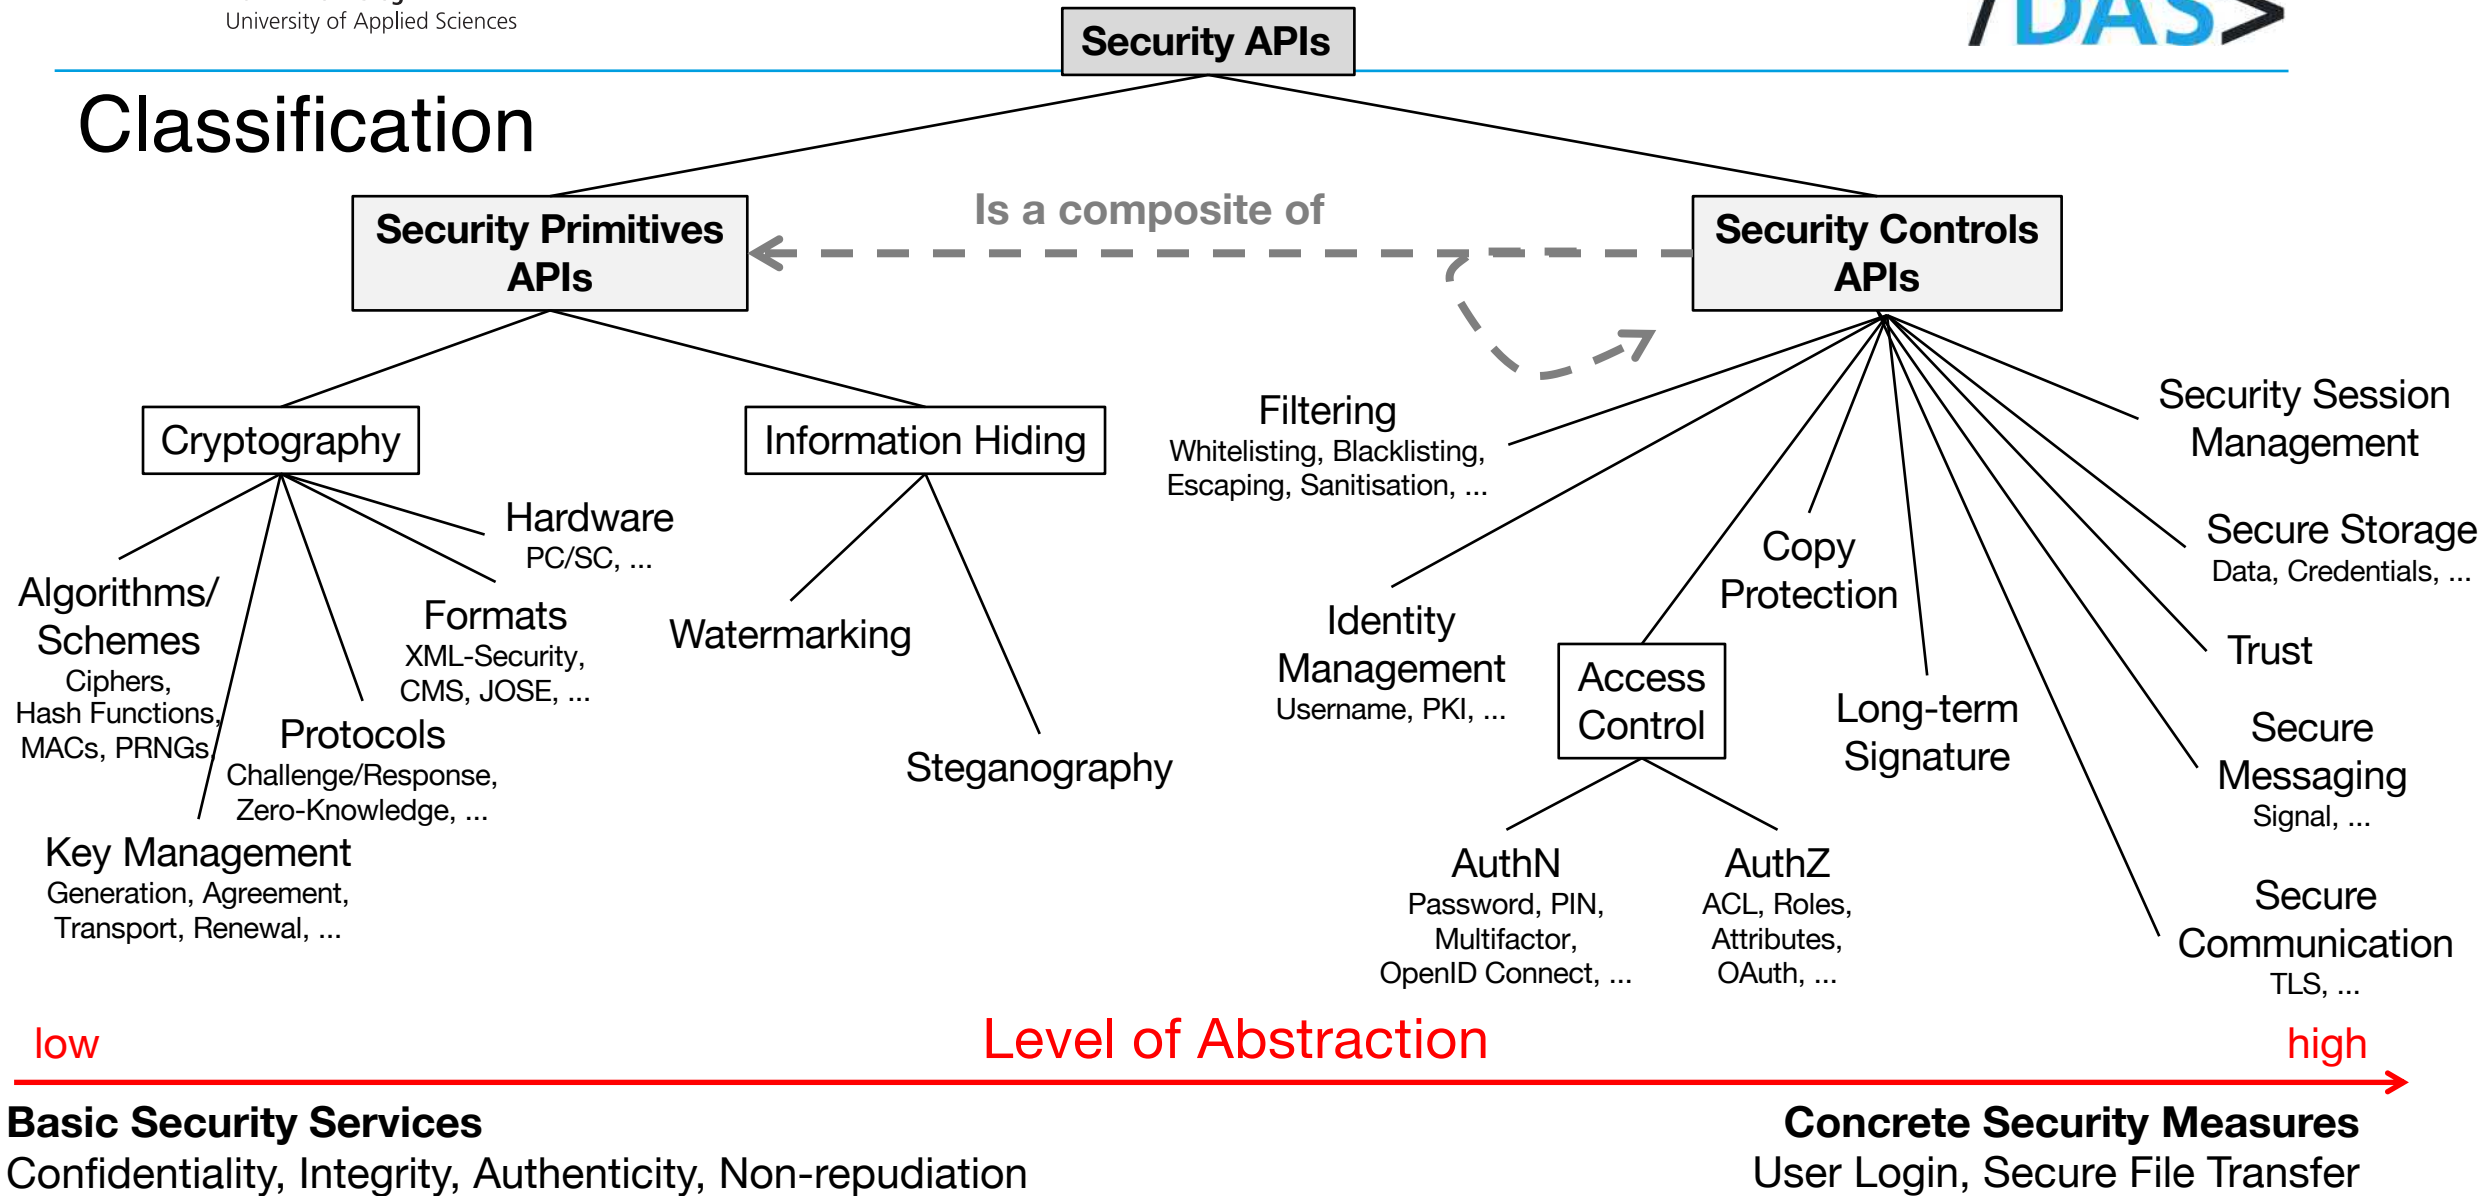 University of Applied Sciences
/DAS>
Security APIs
Classification
Is a composite of
Security Primitives
APIs
Security Controls
APIs
Cryptography
Information Hiding
Filtering
Whitelisting, Blacklisting,
Escaping, Sanitisation, ...
Security Session
Management
Hardware
PC/SC, ...
Copy
Protection
Secure Storage
Data, Credentials, ...
Algorithms/
Schemes
Ciphers,
Hash Functions,
MACs, PRNGs,
Formats
XML-Security,
CMS, JOSE, ...
Watermarking
Identity
Management
Username, PKI, ...
Access
Control
Trust
Long-term
Signature
Protocols
Challenge/Response,
Zero-Knowledge, ...
Steganography
Secure
Messaging
Signal, ...
Key Management
Generation, Agreement,
Transport, Renewal, ...
AuthN
Password, PIN,
Multifactor,
OpenID Connect, ...
AuthZ
ACL, Roles,
Attributes,
OAuth, ...
Secure
Communication
TLS, ...
low
Level of Abstraction
high
Basic Security Services
Confidentiality, Integrity, Authenticity, Non-repudiation
Concrete Security Measures
User Login, Secure File Transfer